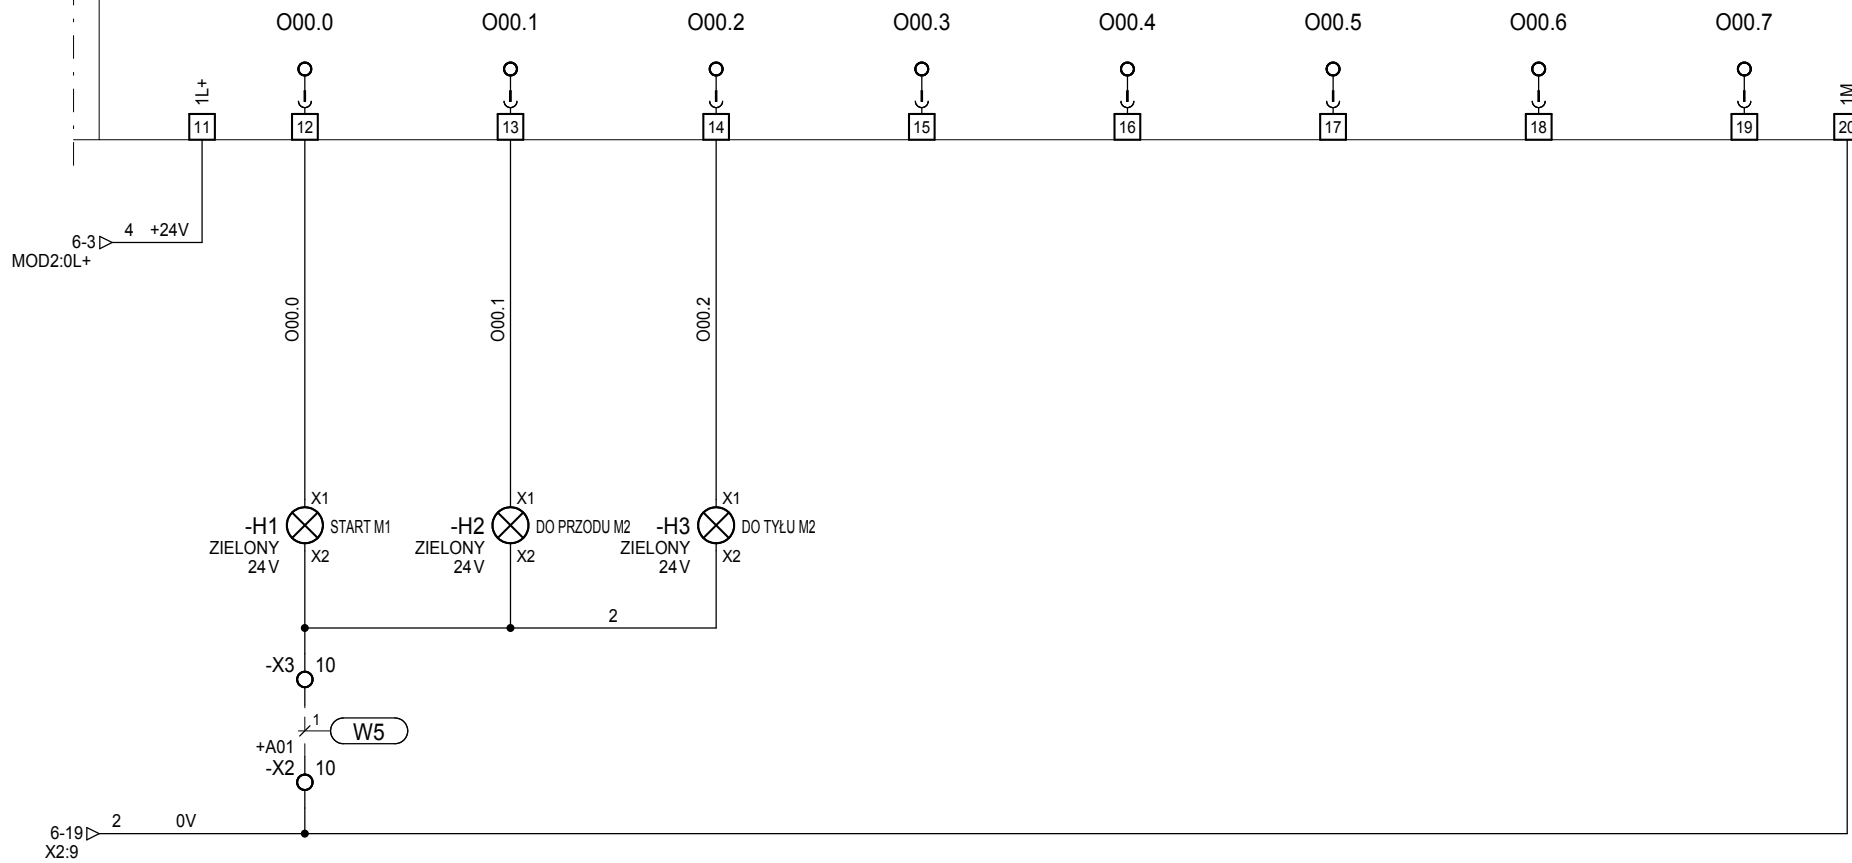 O00.0 O00.1 O00.2 O00.3 O00.4 O00.5 O00.6 O00.7
1L+ 1M
11 12 13 14 15 16 17 18 19 20
4 +24V
6-3
MOD2:0L+
O00.0 O00.1 O00.2
X1 X1 X1
-H1 START M1 -H2 DO PRZODU M2 -H3 DO TYŁU M2
ZIELONY ZIELONY ZIELONY
X2 X2 X2
24 V 24 V 24 V
2
-X3 10
1
W5
+A01
-X2 10
2 0V
6-19
X2:9